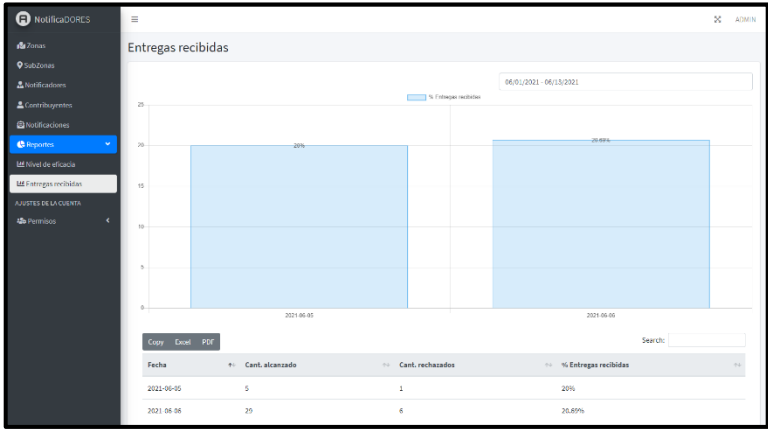 NotificaDORES
ADMIN
Zonas
SubZonas
Notificadores
Contribuyentes
Notificaciones
Reportes
Nivel de eficacia
Entregas recibidas
AJUSTES DE LA CUENTA
Permisos
Entregas recibidas
06/01/2021 - 06/13/2021
% Entregas recibidas
25
20
15
10
5
0
20%
20.69%
2021-06-05
2021-06-06
Copy Excel PDF
Search:
Fecha Cant. alcanzado Cant. rechazados % Entregas recibidas
2021-06-05 5 1 20%
2021-06-06 29 6 20.69%